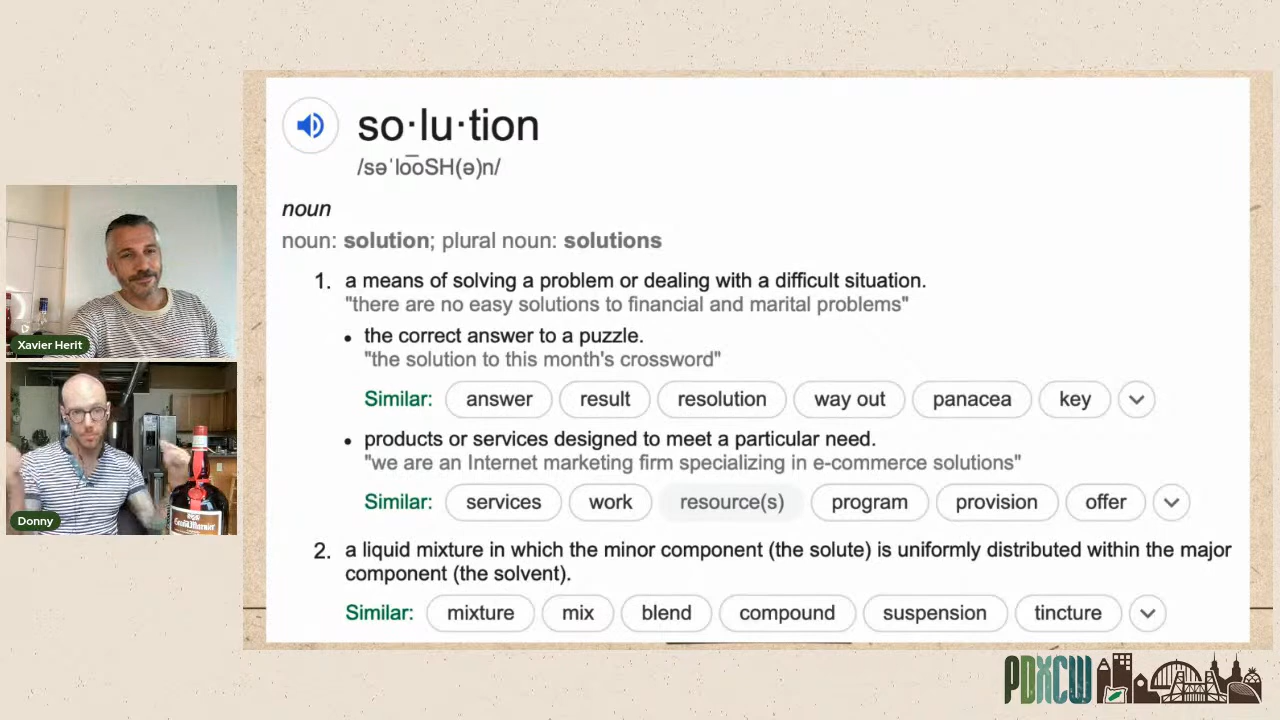 so·lu·tion
/səˈlo͞oSH(ə)n/
noun
noun: solution; plural noun: solutions
1. a means of solving a problem or dealing with a difficult situation.
"there are no easy solutions to financial and marital problems"
• the correct answer to a puzzle.
"the solution to this month's crossword"
Similar: answer result resolution way out panacea key
• products or services designed to meet a particular need.
"we are an Internet marketing firm specializing in e-commerce solutions"
Similar: services work resource(s) program provision offer
2. a liquid mixture in which the minor component (the solute) is uniformly distributed within the major
component (the solvent).
Similar: mixture mix blend compound suspension tincture
Xavier Herit
Donny
Grand Marnier
PDXCW